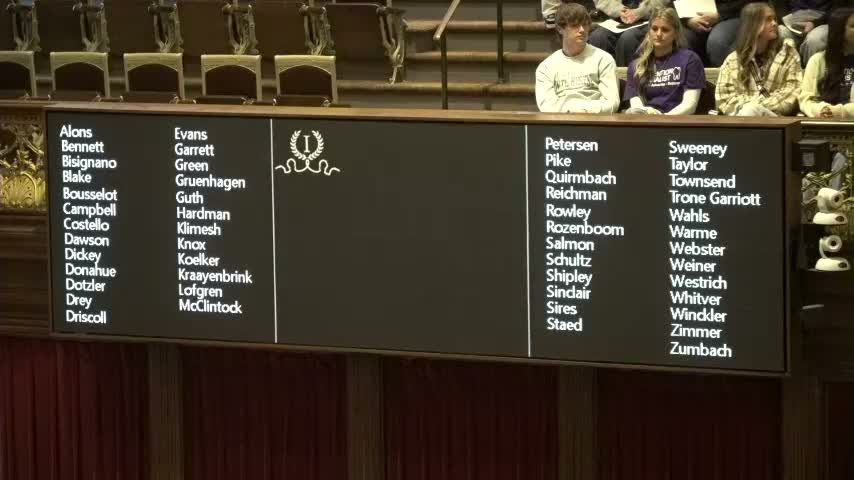 Alons
Bennett
Bisignano
Blake
Bousselot
Campbell
Costello
Dawson
Dickey
Donahue
Dotzler
Drey
Driscoll
Evans
Garrett
Green
Gruenhagen
Guth
Hardman
Klimesh
Knox
Koelker
Kraayenbrink
Lofgren
McClintock
I
Petersen
Pike
Quirmbach
Reichman
Rowley
Rozenboom
Salmon
Schultz
Shipley
Sinclair
Sires
Staed
Sweeney
Taylor
Townsend
Trone Garriott
Wahls
Warme
Webster
Weiner
Westrich
Whitver
Winckler
Zimmer
Zumbach